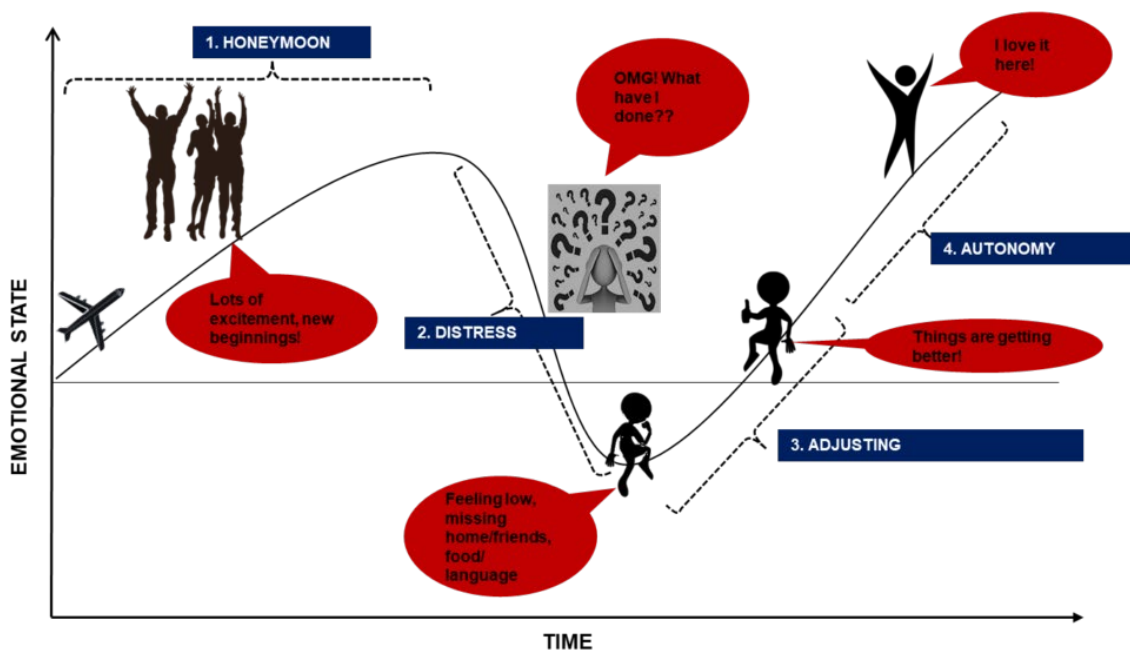 1. HONEYMOON
I love it
here!
OMG! What
have I
done??
Lots of
excitement, new
beginnings!
2. DISTRESS
4. AUTONOMY
Things are getting
better!
3. ADJUSTING
Feeling low,
missing
home/friends,
food/
language
EMOTIONAL STATE
TIME